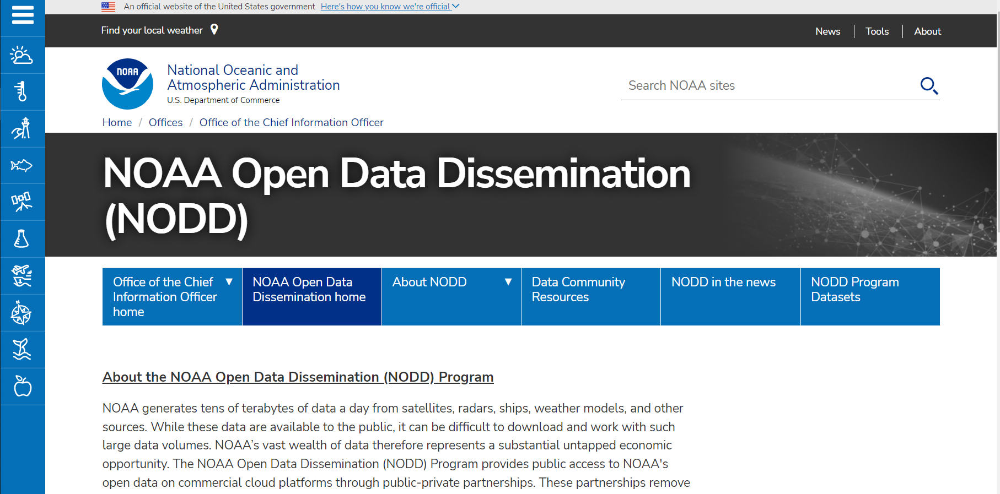 An official website of the United States government Here's how you know we're official
Find your local weather
News
Tools
About
NOAA
National Oceanic and
Atmospheric Administration
U.S. Department of Commerce
Search NOAA sites
Home / Offices / Office of the Chief Information Officer
NOAA Open Data Dissemination
(NODD)
Office of the Chief
Information Officer
home
NOAA Open Data
Dissemination home
About NODD
Data Community
Resources
NODD in the news
NODD Program
Datasets
About the NOAA Open Data Dissemination (NODD) Program
NOAA generates tens of terabytes of data a day from satellites, radars, ships, weather models, and other
sources. While these data are available to the public, it can be difficult to download and work with such
large data volumes. NOAA’s vast wealth of data therefore represents a substantial untapped economic
opportunity. The NOAA Open Data Dissemination (NODD) Program provides public access to NOAA's
open data on commercial cloud platforms through public-private partnerships. These partnerships remove